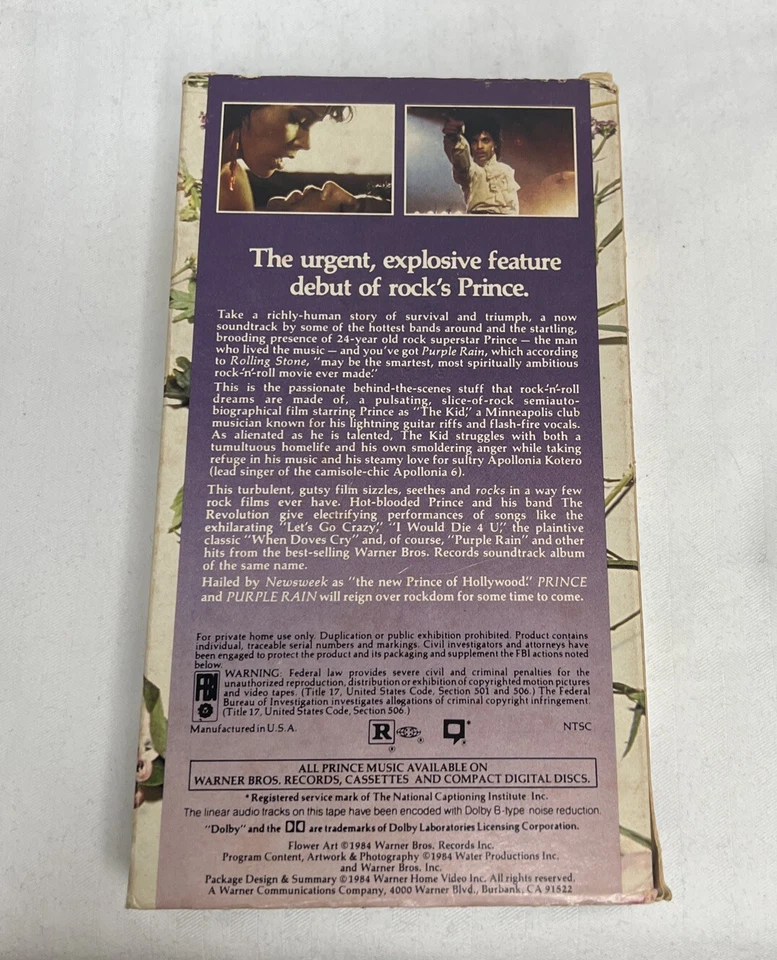 The urgent, explosive feature
debut of rock's Prince.
Take a richly-human story of survival and triumph, a now
soundtrack by some of the hottest bands around and the startling,
brooding presence of 24-year old rock superstar Prince — the man
who lived the music — and you've got Purple Rain, which according
to Rolling Stone, "may be the smartest, most spiritually ambitious
rock-'n'-roll movie ever made."
This is the passionate behind-the-scenes stuff that rock-'n'-roll
dreams are made of, a pulsating, slice-of-rock semiauto-
biographical film starring Prince as "The Kid," a Minneapolis club
musician known for his lightning guitar riffs and flash-fire vocals.
As alienated as he is talented, The Kid struggles with both a
tumultuous homelife and his own smoldering anger while taking
refuge in his music and his steamy love for sultry Apollonia Kotero
(lead singer of the camisole-chic Apollonia 6).
This turbulent, gutsy film sizzles, seethes and rocks in a way few
rock films ever have. Hot-blooded Prince and his band The
Revolution give electrifying performances of songs like the
exhilarating "Let's Go Crazy," "I Would Die 4 U," the plaintive
classic "When Doves Cry" and, of course, "Purple Rain" and other
hits from the best-selling Warner Bros. Records soundtrack album
of the same name.
Hailed by Newsweek as "the new Prince of Hollywood." PRINCE
and PURPLE RAIN will reign over rockdom for some time to come.
For private home use only. Duplication or public exhibition prohibited. Product contains
individual, traceable serial numbers and markings. Civil investigators and attorneys have
been engaged to protect the product and its packaging and supplement the FBI actions noted
below.
FBI
WARNING: Federal law provides severe civil and criminal penalties for the
unauthorized reproduction, distribution or exhibition of copyrighted motion pictures
and video tapes. (Title 17, United States Code, Section 501 and 506.) The Federal
Bureau of Investigation investigates allegations of criminal copyright infringement.
(Title 17, United States Code, Section 506.)
Manufactured in U.S.A.
R
®
®
*
NTSC
ALL PRINCE MUSIC AVAILABLE ON
WARNER BROS. RECORDS, CASSETTES AND COMPACT DIGITAL DISCS.
*Registered service mark of The National Captioning Institute Inc.
The linear audio tracks on this tape have been encoded with Dolby B-type noise reduction.
"Dolby" and the are trademarks of Dolby Laboratories Licensing Corporation.
Flower Art ©1984 Warner Bros. Records Inc.
Program Content, Artwork & Photography ©1984 Water Productions Inc.
and Warner Bros. Inc.
Package Design & Summary ©1984 Warner Home Video Inc. All rights reserved.
A Warner Communications Company, 4000 Warner Blvd., Burbank, CA 91522